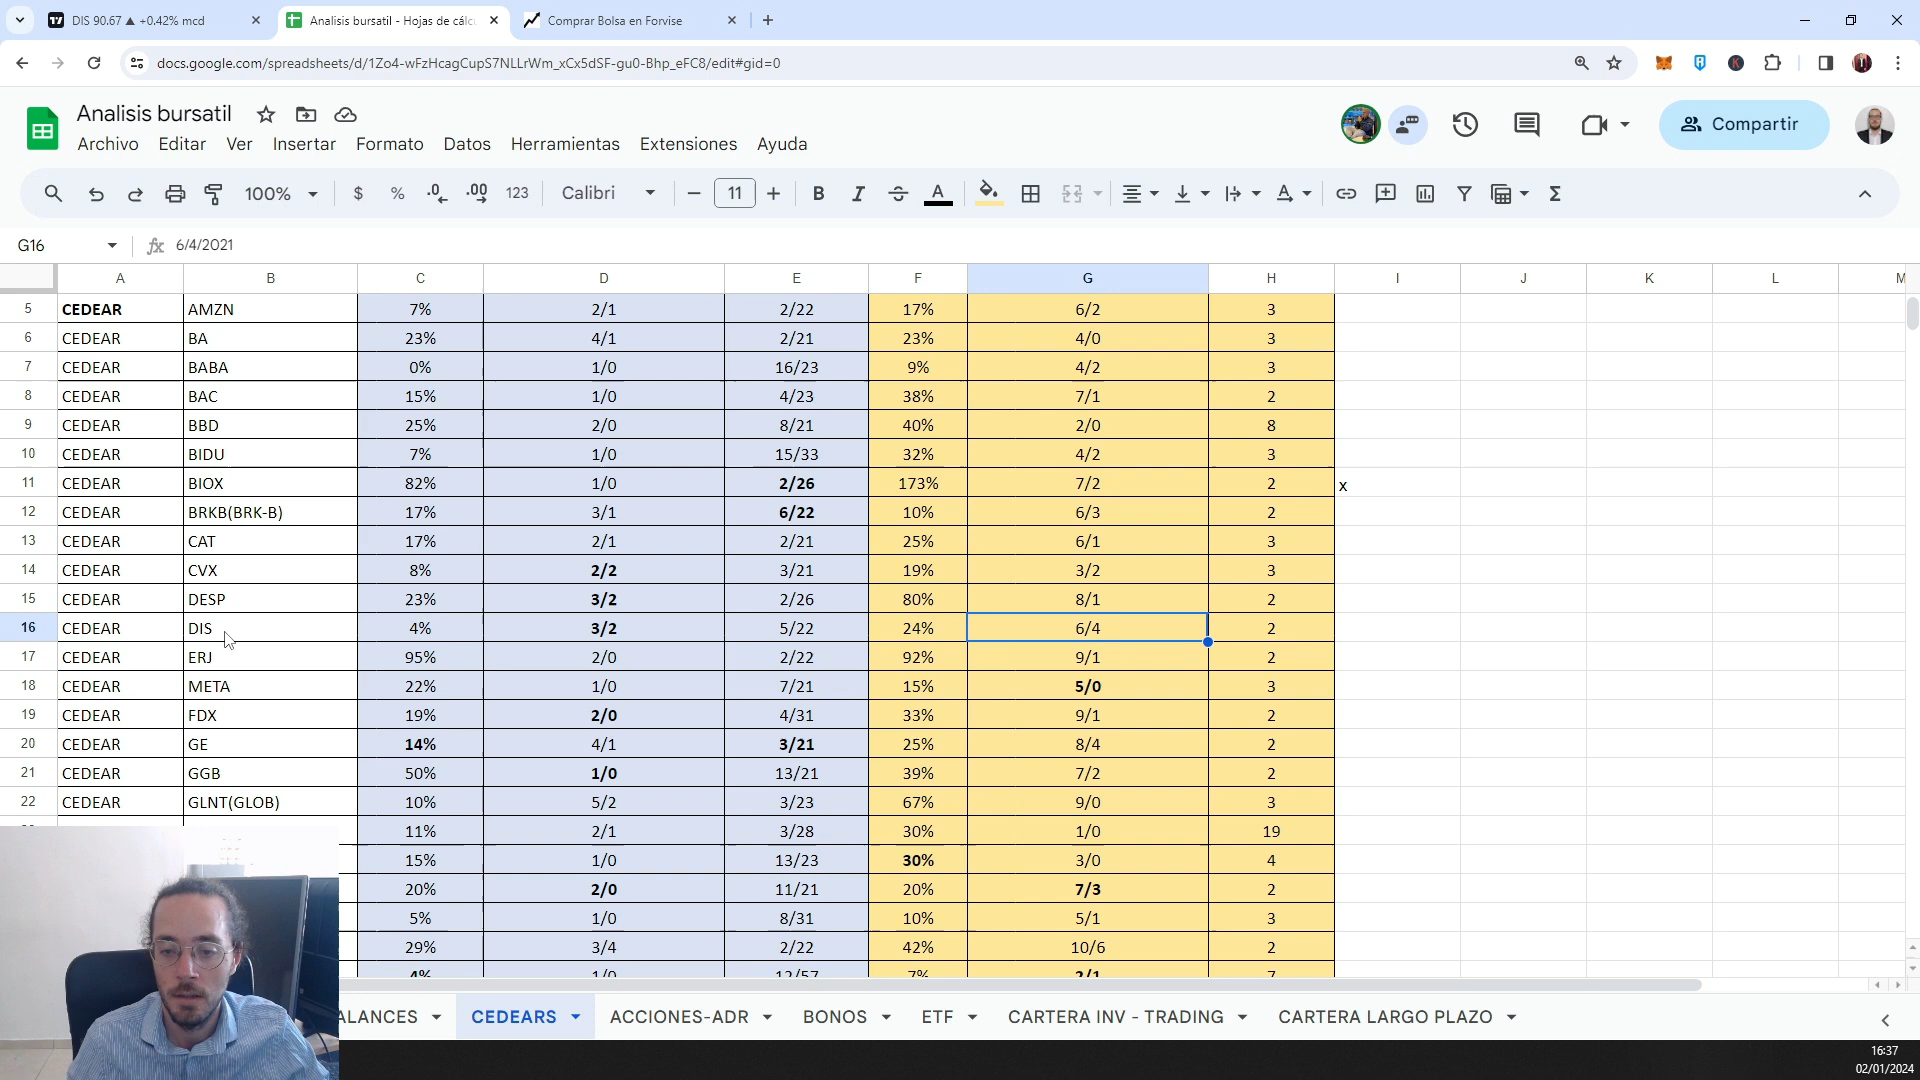 DIS 90.67 ▲ +0.42% mcd
Analisis bursatil - Hojas de cálcu
Comprar Bolsa en Forvise
docs.google.com/spreadsheets/d/1Zo4-wFzHcagCupS7NLLrWm_xCx5dSF-gu0-Bhp_eFC8/edit#gid=0
Analisis bursatil
Archivo Editar Ver Insertar Formato Datos Herramientas Extensiones Ayuda
Compartir
100% $ % .0 .00 123 Calibri 11 B I S A Σ
G16 fx 6/4/2021
A B C D E F G H I J K L M
5 CEDEAR AMZN 7% 2/1 2/22 17% 6/2 3
6 CEDEAR BA 23% 4/1 2/21 23% 4/0 3
7 CEDEAR BABA 0% 1/0 16/23 9% 4/2 3
8 CEDEAR BAC 15% 1/0 4/23 38% 7/1 2
9 CEDEAR BBD 25% 2/0 8/21 40% 2/0 8
10 CEDEAR BIDU 7% 1/0 15/33 32% 4/2 3
11 CEDEAR BIOX 82% 1/0 2/26 173% 7/2 2 x
12 CEDEAR BRKB(BRK-B) 17% 3/1 6/22 10% 6/3 2
13 CEDEAR CAT 17% 2/1 2/21 25% 6/1 3
14 CEDEAR CVX 8% 2/2 3/21 19% 3/2 3
15 CEDEAR DESP 23% 3/2 2/26 80% 8/1 2
16 CEDEAR DIS 4% 3/2 5/22 24% 6/4 2
17 CEDEAR ERJ 95% 2/0 2/22 92% 9/1 2
18 CEDEAR META 22% 1/0 7/21 15% 5/0 3
19 CEDEAR FDX 19% 2/0 4/31 33% 9/1 2
20 CEDEAR GE 14% 4/1 3/21 25% 8/4 2
21 CEDEAR GGB 50% 1/0 13/21 39% 7/2 2
22 CEDEAR GLNT(GLOB) 10% 5/2 3/23 67% 9/0 3
11% 2/1 3/28 30% 1/0 19
15% 1/0 13/23 30% 3/0 4
20% 2/0 11/21 20% 7/3 2
5% 1/0 8/31 10% 5/1 3
29% 3/4 2/22 42% 10/6 2
4% 1/0 12/57 7% 2/1 7
ALANCES CEDEARS ACCIONES-ADR BONOS ETF CARTERA INV - TRADING CARTERA LARGO PLAZO
16:37
02/01/2024